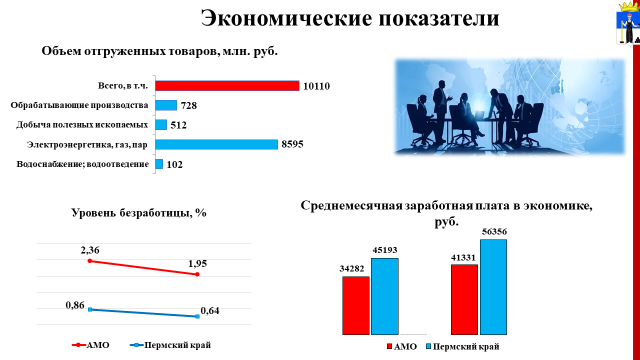 Экономические показатели
Объем отгруженных товаров, млн. руб.
Всего, в т.ч.
10110
Обрабатывающие производства
728
Добыча полезных ископаемых
512
Электроэнергетика, газ, пар
8595
Водоснабжение; водоотведение
102
Уровень безработицы, %
2,36
1,95
0,86
0,64
АМО
Пермский край
Среднемесячная заработная плата в экономике,
руб.
34282
45193
41331
56356
АМО
Пермский край